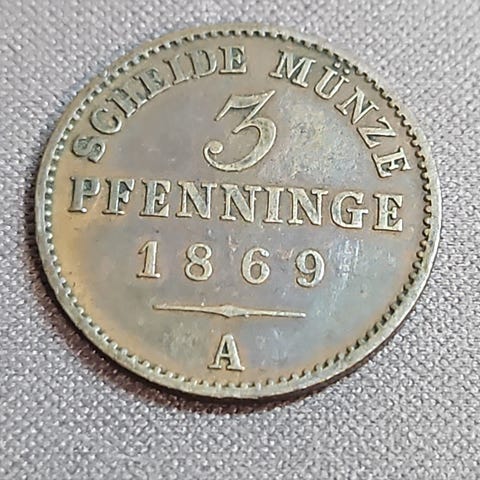 SCHEIDE MÜNZE
3
PFENNINGE
1869
A